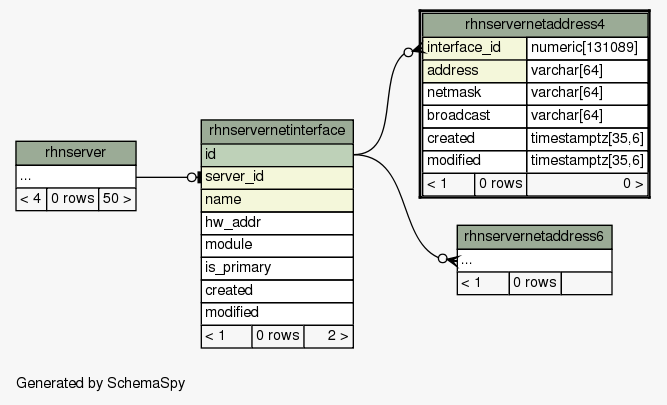 rhnservernetaddress4
interface_id numeric[131089]
address varchar[64]
netmask varchar[64]
broadcast varchar[64]
created timestamptz[35,6]
modified timestamptz[35,6]
< 1 0 rows 0 >
rhnservernetinterface
id
server_id
name
hw_addr
module
is_primary
created
modified
< 1 0 rows 2 >
rhnserver
...
< 4 0 rows 50 >
rhnservernetaddress6
...
< 1 0 rows
Generated by SchemaSpy